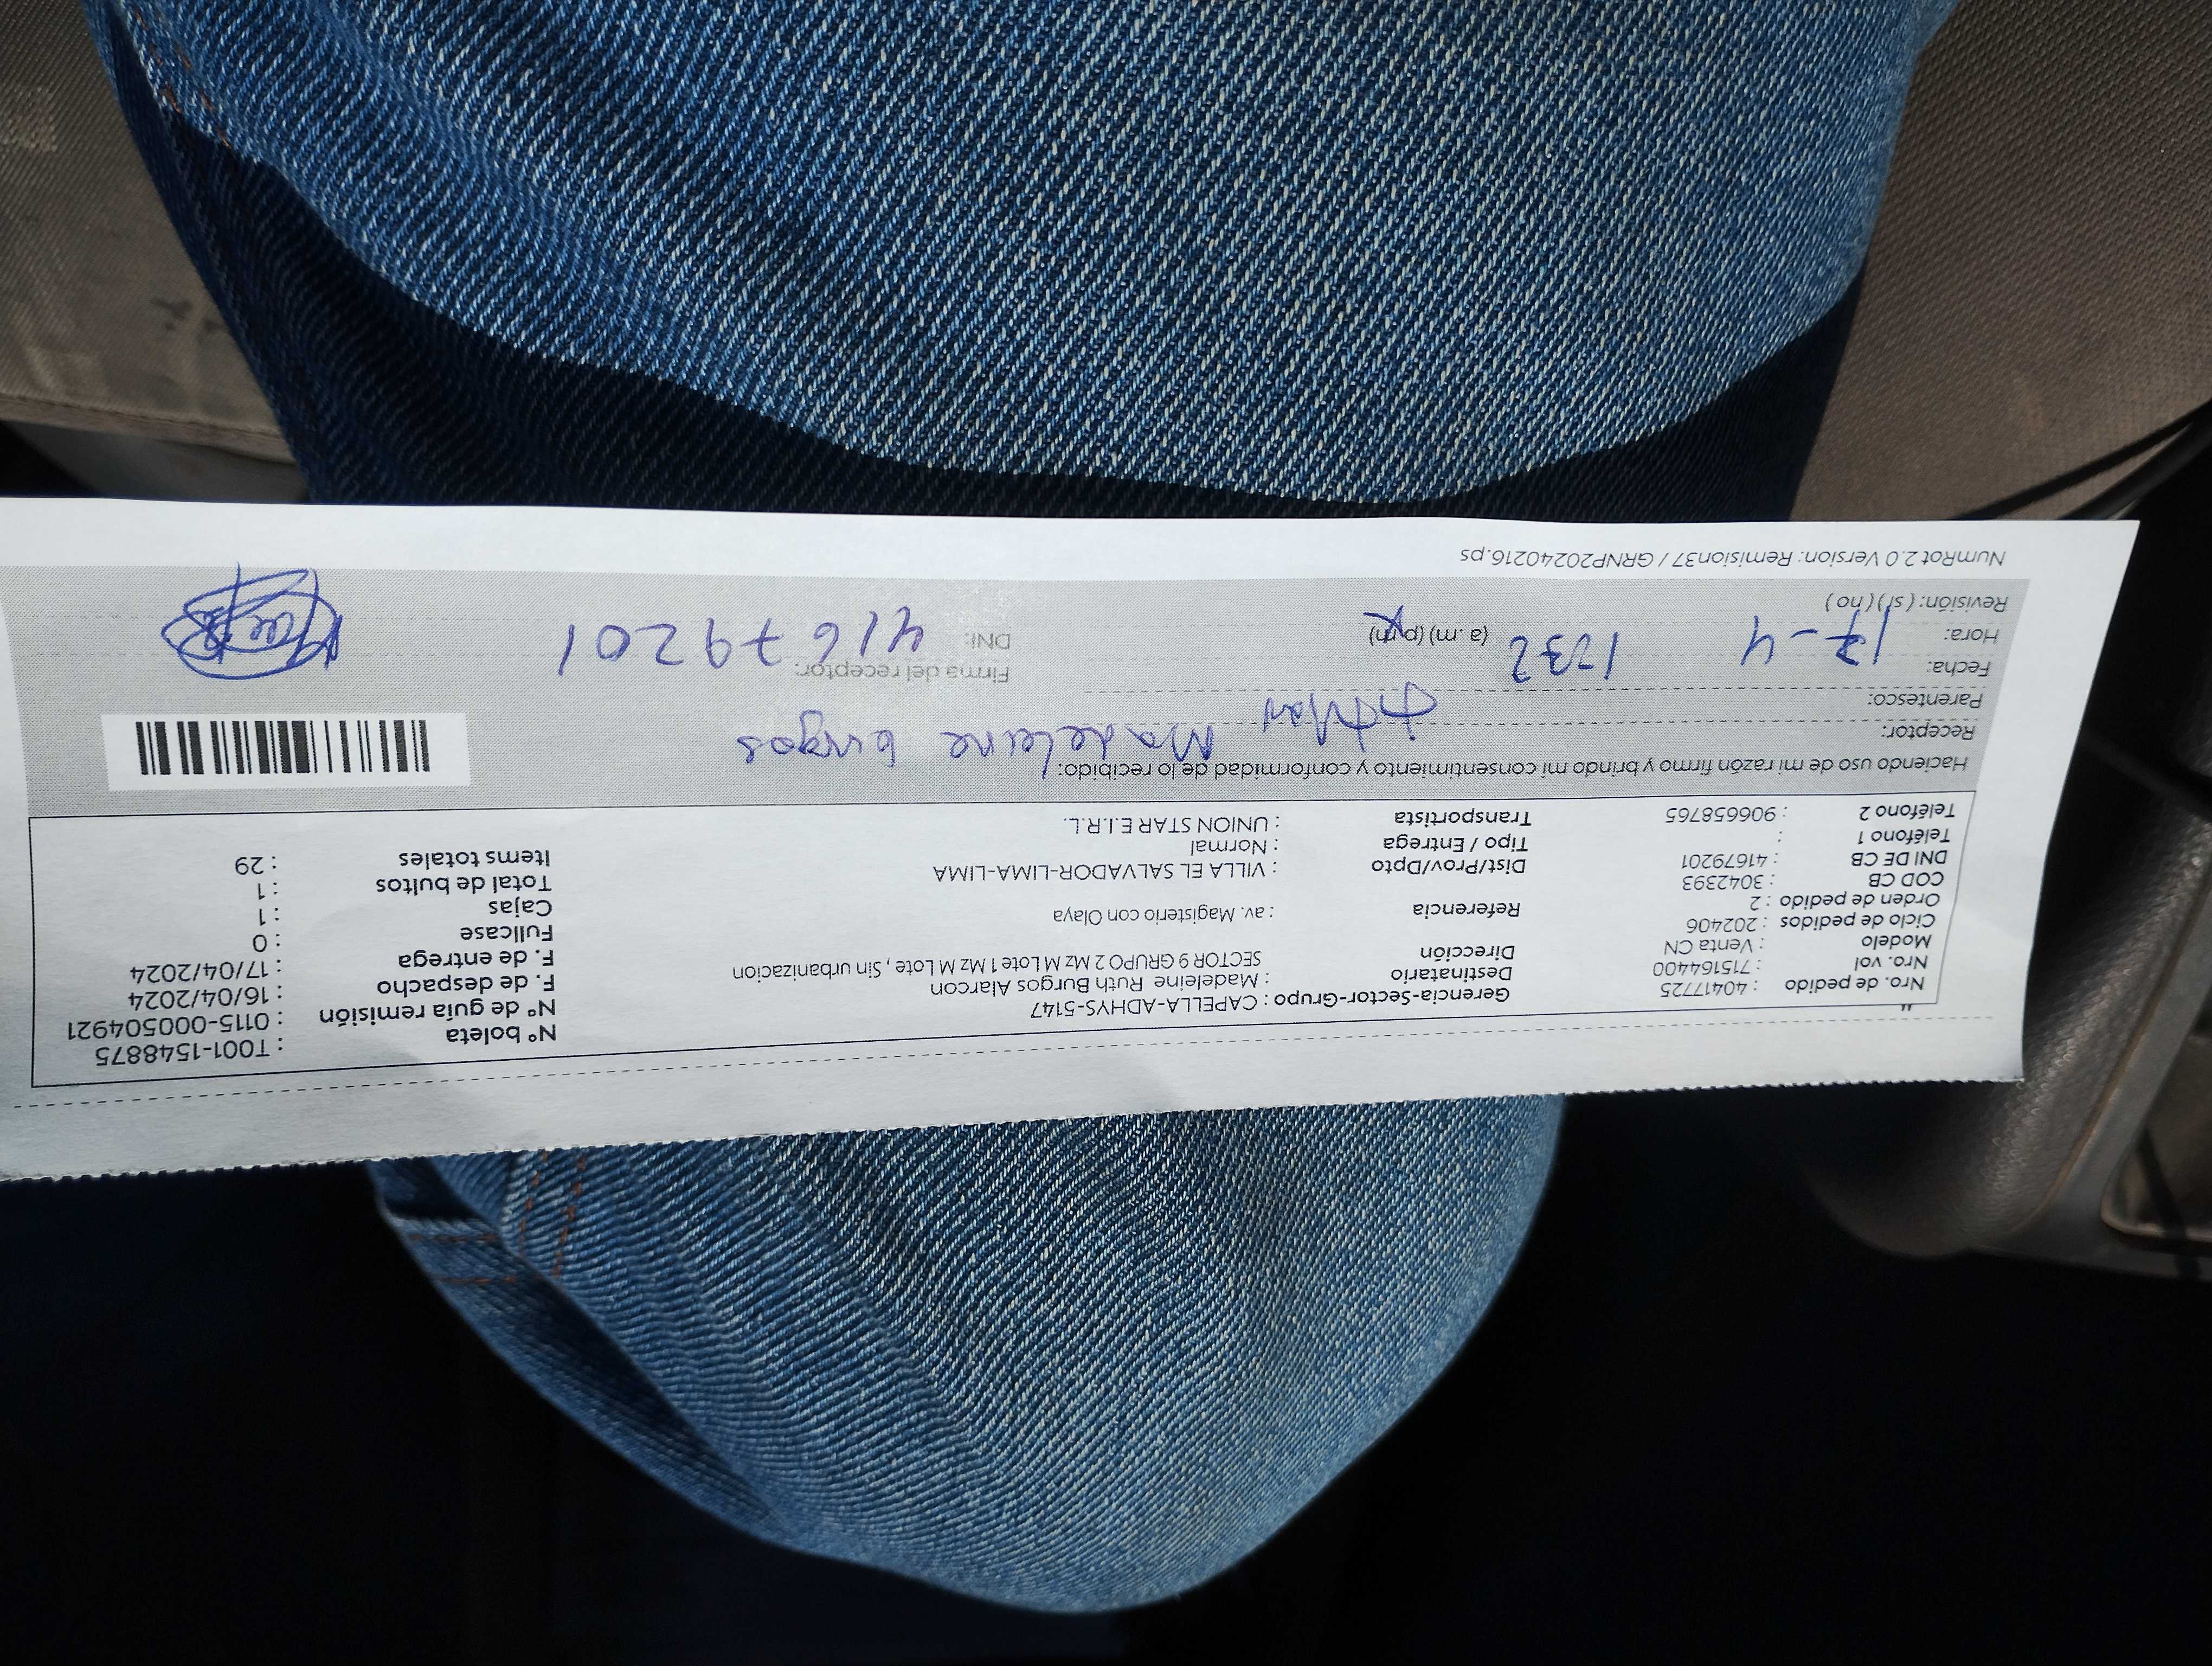 Nro. de pedido : 40417725
Nro. vol : 715164400
Modelo : Venta CN
Ciclo de pedidos : 202406
Orden de pedido : 2
COD CB : 3042393
DNI DE CB : 41679201
Teléfono 1 :
Teléfono 2 : 906658765
Gerencia-Sector-Grupo : CAPELLA-ADHYS-5147
Destinatario : Madeleine Ruth Burgos Alarcon
Dirección SECTOR 9 GRUPO 2 Mz M Lote 1 Mz M Lote , Sin urbanizacion
Referencia : av. Magisterio con Olaya
Dist/Prov/Dpto : VILLA EL SALVADOR-LIMA-LIMA
Tipo / Entrega : Normal
Transportista : UNION STAR E.I.R.L.
N° boleta : T001-1548875
N° de guía remisión : 0115-000504921
F. de despacho : 16/04/2024
F. de entrega : 17/04/2024
Fullcase : 0
Cajas : 1
Total de bultos : 1
Items totales : 29
Haciendo uso de mi razón firmo y brindo mi consentimiento y conformidad de lo recibido:
Receptor: Madeleine burgos
Parentesco:
Fecha: 17-4
Hora: (a.m) (p.m)
Revisión: ( sí ) ( no )
Firma del receptor:
DNI: 41679201
NumRot 2.0 Version: Remision37 / GRNP20240216.ps